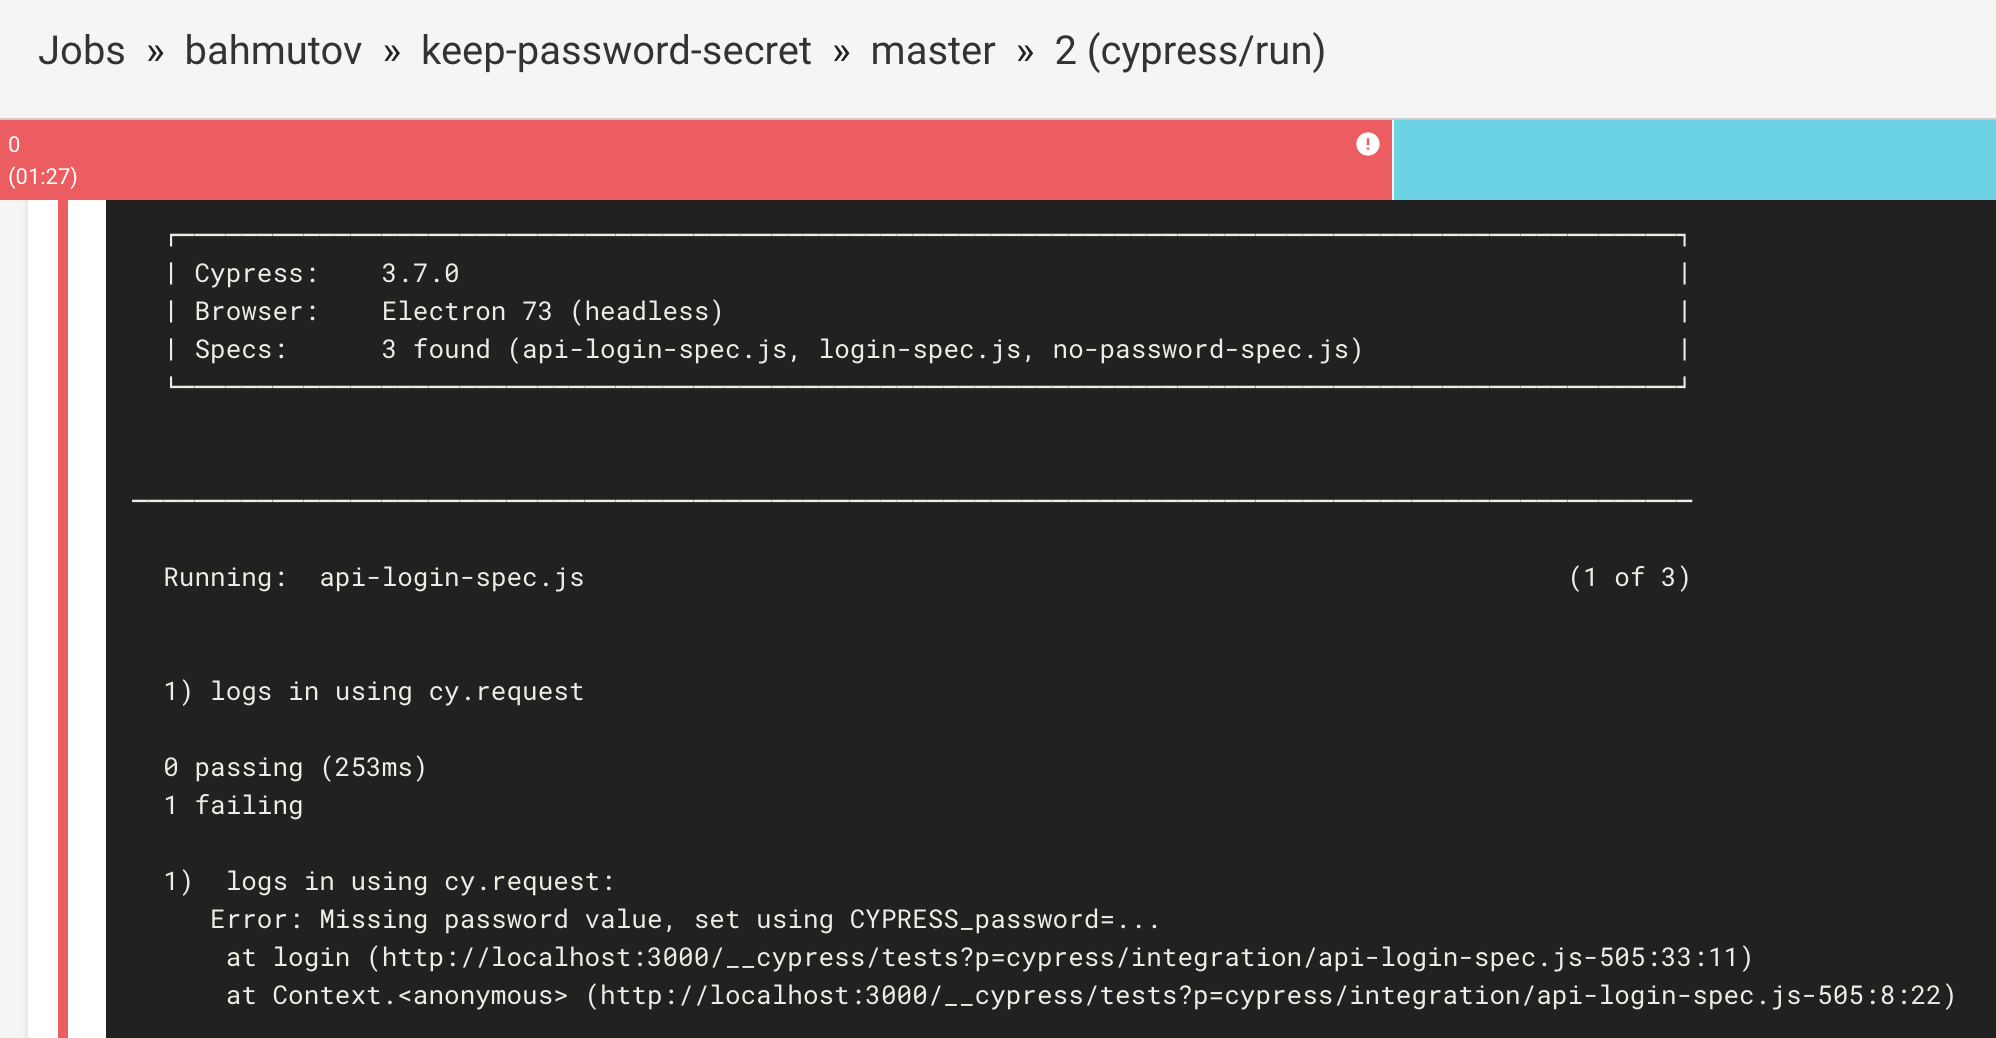 Jobs » bahmutov » keep-password-secret » master » 2 (cypress/run)
0
(01:27)
Cypress: 3.7.0
Browser: Electron 73 (headless)
Specs: 3 found (api-login-spec.js, login-spec.js, no-password-spec.js)
Running: api-login-spec.js (1 of 3)
1) logs in using cy.request
0 passing (253ms)
1 failing
1) logs in using cy.request:
Error: Missing password value, set using CYPRESS_password=...
at login (http://localhost:3000/__cypress/tests?p=cypress/integration/api-login-spec.js-505:33:11)
at Context.<anonymous> (http://localhost:3000/__cypress/tests?p=cypress/integration/api-login-spec.js-505:8:22)